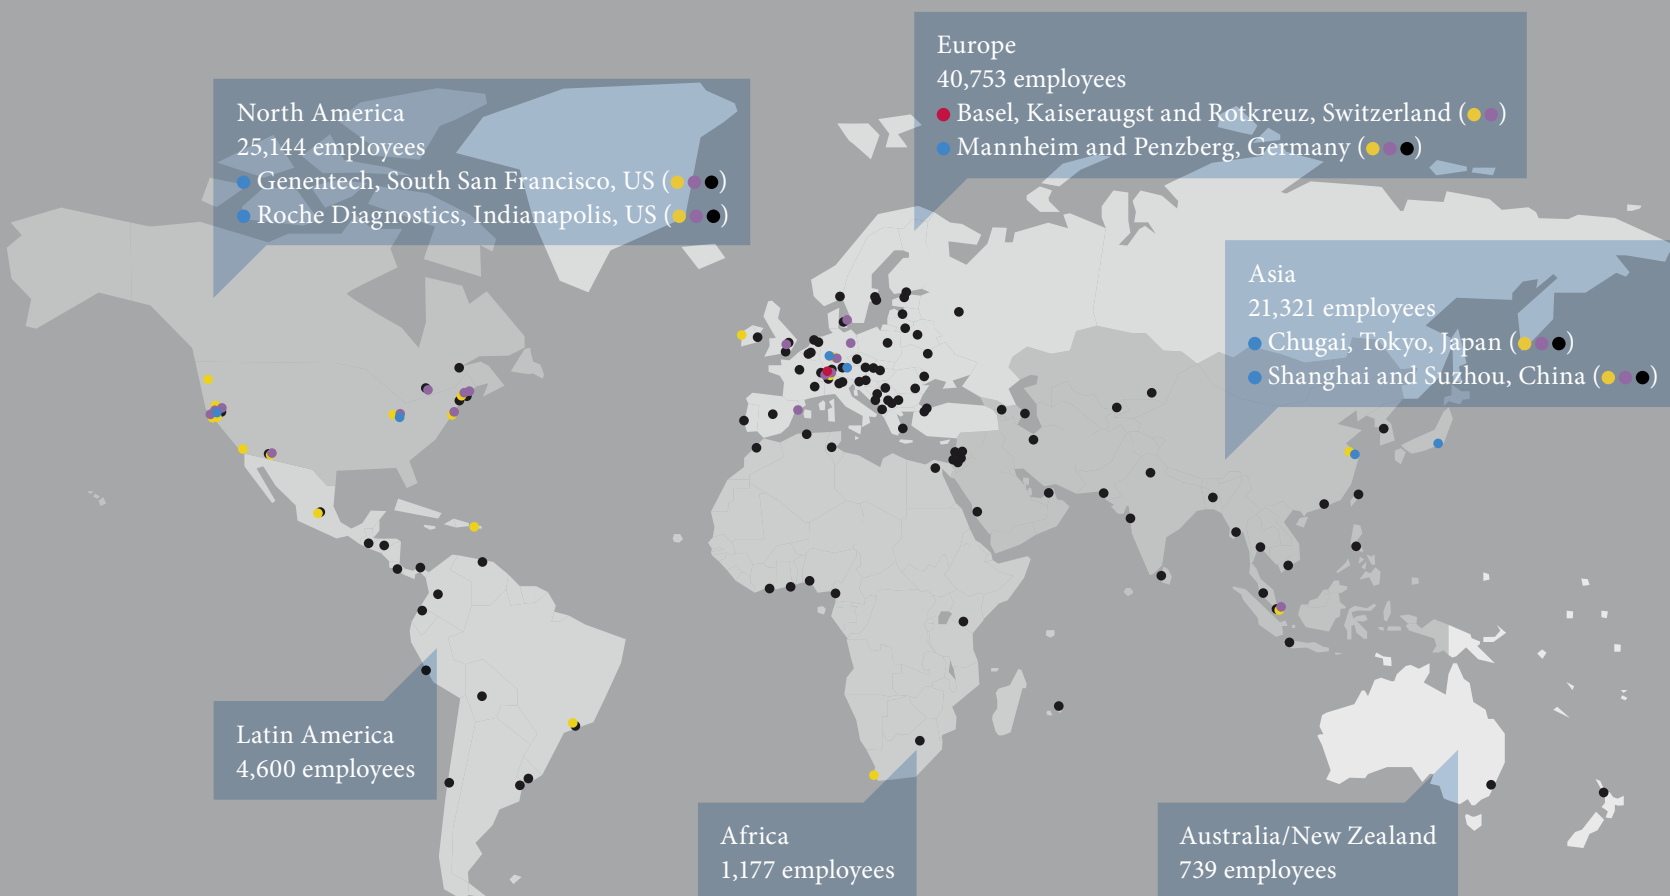 North America
25,144 employees
Genentech, South San Francisco, US ( )
Roche Diagnostics, Indianapolis, US ( )
Europe
40,753 employees
Basel, Kaiseraugst and Rotkreuz, Switzerland ( )
Mannheim and Penzberg, Germany ( )
Asia
21,321 employees
Chugai, Tokyo, Japan ( )
Shanghai and Suzhou, China ( )
Latin America
4,600 employees
Africa
1,177 employees
Australia/New Zealand
739 employees